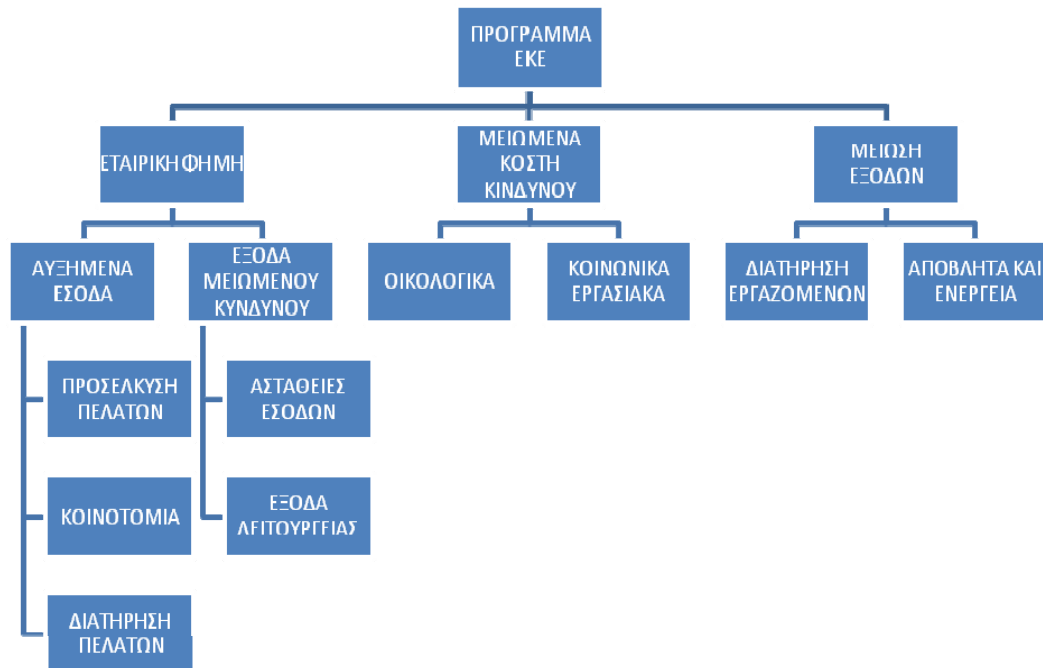 ΠΡΟΓΡΑΜΜΑ
ΕΚΕ
ΕΤΑΙΡΙΚΗ ΦΗΜΗ
ΜΕΙΩΜΕΝΑ
ΚΟΣΤΗ
ΚΙΝΔΥΝΟΥ
ΜΕΙΩΣΗ
ΕΞΟΔΩΝ
ΑΥΞΗΜΕΝΑ
ΕΣΟΔΑ
ΕΞΟΔΑ
ΜΕΙΩΜΕΝΟΥ
ΚΥΝΔΥΝΟΥ
ΟΙΚΟΛΟΓΙΚΑ
ΚΟΙΝΩΝΙΚΑ
ΕΡΓΑΣΙΑΚΑ
ΔΙΑΤΗΡΗΣΗ
ΕΡΓΑΖΟΜΕΝΩΝ
ΑΠΟΒΛΗΤΑ ΚΑΙ
ΕΝΕΡΓΕΙΑ
ΠΡΟΣΕΛΚΥΣΗ
ΠΕΛΑΤΩΝ
ΑΣΤΑΘΕΙΕΣ
ΕΣΟΔΩΝ
ΚΟΙΝΟΤΟΜΙΑ
ΕΞΟΔΑ
ΛΕΙΤΟΥΡΓΕΙΑΣ
ΔΙΑΤΗΡΗΣΗ
ΠΕΛΑΤΩΝ